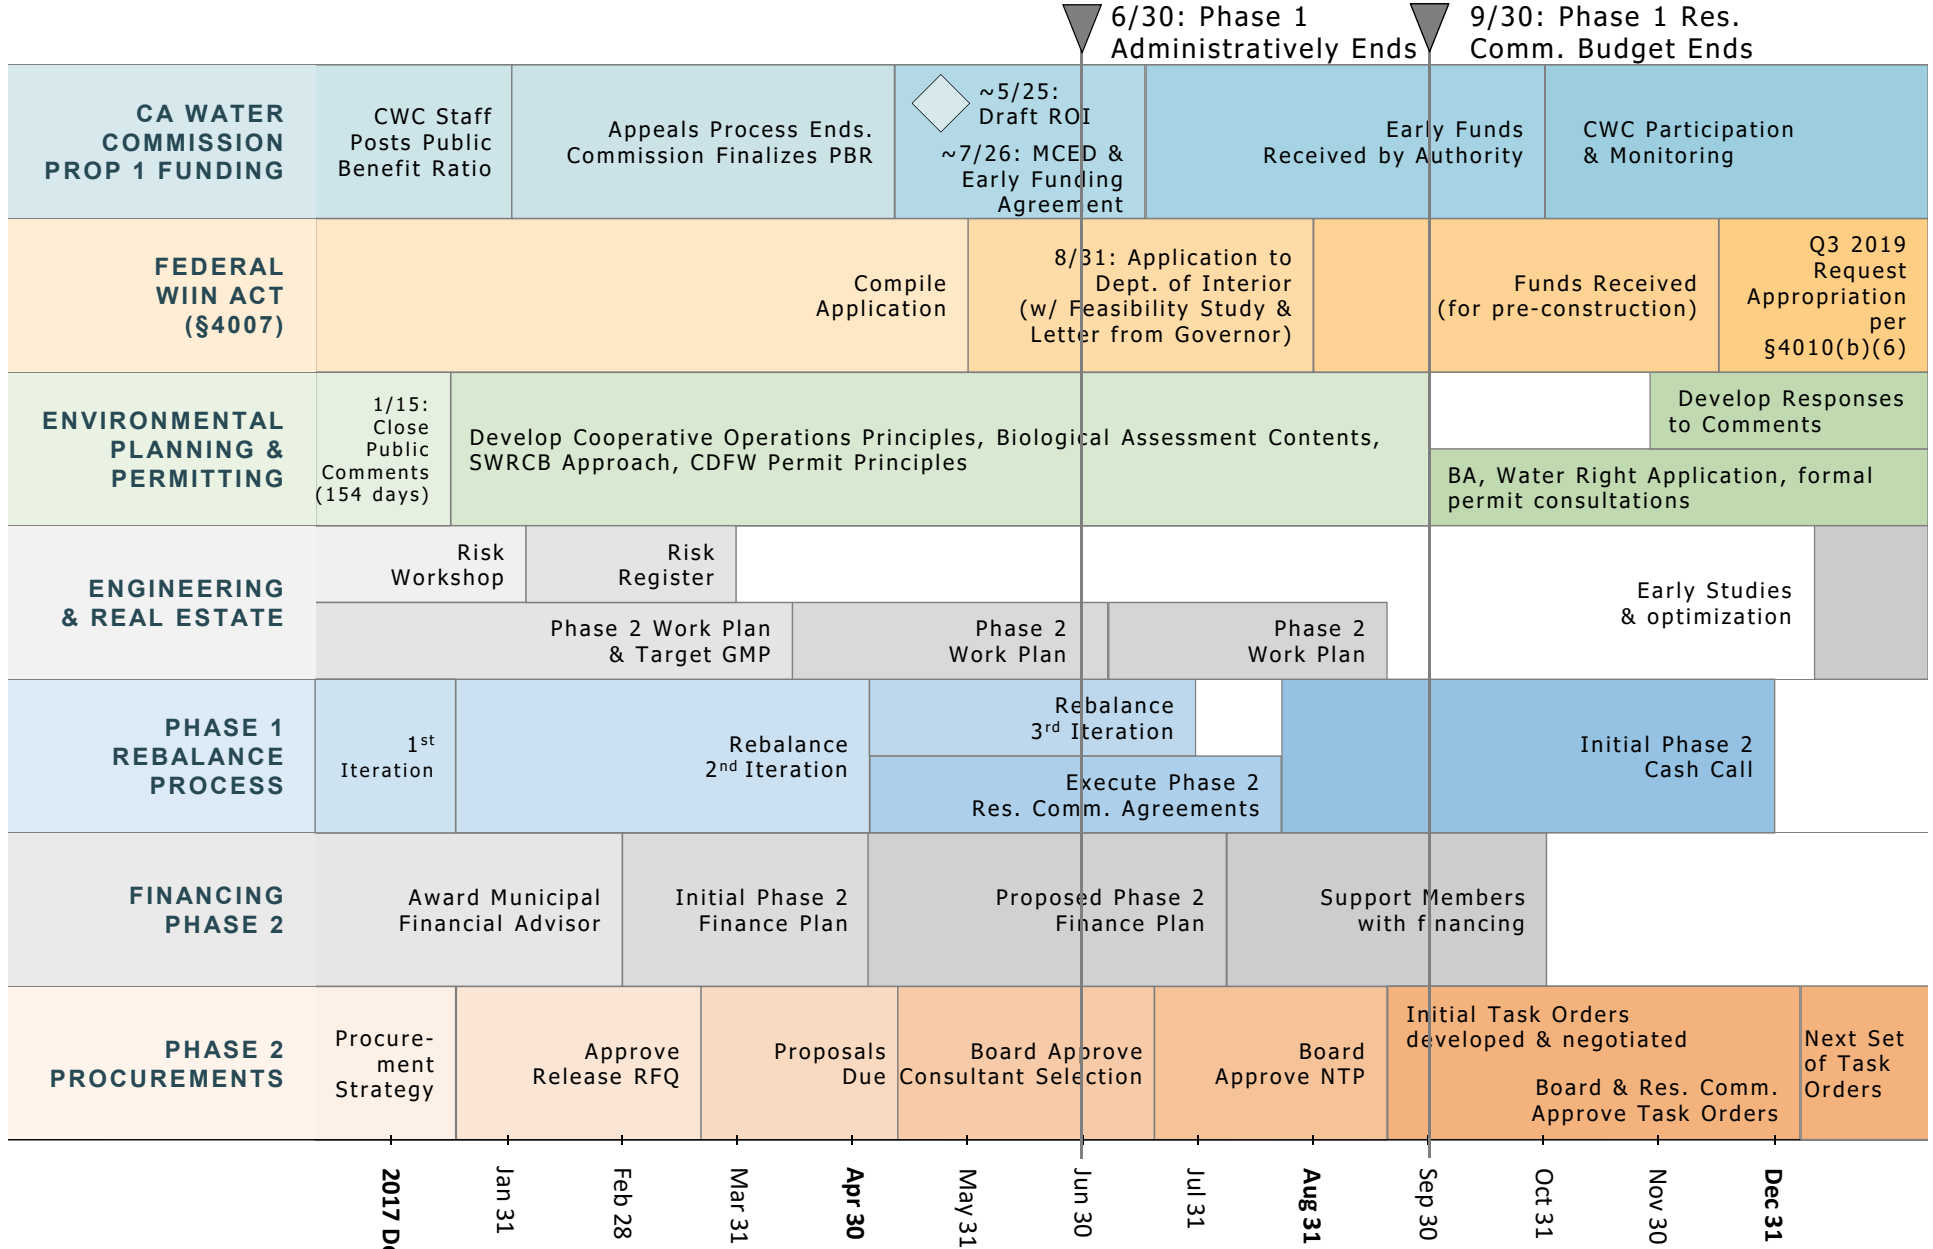 6/30: Phase 1
Administratively Ends
9/30: Phase 1 Res.
Comm. Budget Ends
CA WATER
COMMISSION
PROP 1 FUNDING
CWC Staff
Posts Public
Benefit Ratio
Appeals Process Ends.
Commission Finalizes PBR
~5/25:
Draft ROI
~7/26: MCED &
Early Funding
Agreement
Early Funds
Received by Authority
CWC Participation
& Monitoring
FEDERAL
WIIN ACT
(§4007)
Compile
Application
8/31: Application to
Dept. of Interior
(w/ Feasibility Study &
Letter from Governor)
Funds Received
(for pre-construction)
Q3 2019
Request
Appropriation
per
§4010(b)(6)
ENVIRONMENTAL
PLANNING &
PERMITTING
1/15:
Close
Public
Comments
(154 days)
Develop Cooperative Operations Principles, Biological Assessment Contents,
SWRCB Approach, CDFW Permit Principles
Develop Responses
to Comments
BA, Water Right Application, formal
permit consultations
ENGINEERING
& REAL ESTATE
Risk
Workshop
Risk
Register
Phase 2 Work Plan
& Target GMP
Phase 2
Work Plan
Phase 2
Work Plan
Early Studies
& optimization
PHASE 1
REBALANCE
PROCESS
1st
Iteration
Rebalance
2nd Iteration
Rebalance
3rd Iteration
Execute Phase 2
Res. Comm. Agreements
Initial Phase 2
Cash Call
FINANCING
PHASE 2
Award Municipal
Financial Advisor
Initial Phase 2
Finance Plan
Proposed Phase 2
Finance Plan
Support Members
with financing
PHASE 2
PROCUREMENTS
Procure-
ment
Strategy
Approve
Release RFQ
Proposals
Due
Board Approve
Consultant Selection
Board
Approve NTP
Initial Task Orders
developed & negotiated
Board & Res. Comm.
Approve Task Orders
Next Set
of Task
Orders
2017
Jan 31
Feb 28
Mar 31
Apr 30
May 31
Jun 30
Jul 31
Aug 31
Sep 30
Oct 31
Nov 30
Dec 31